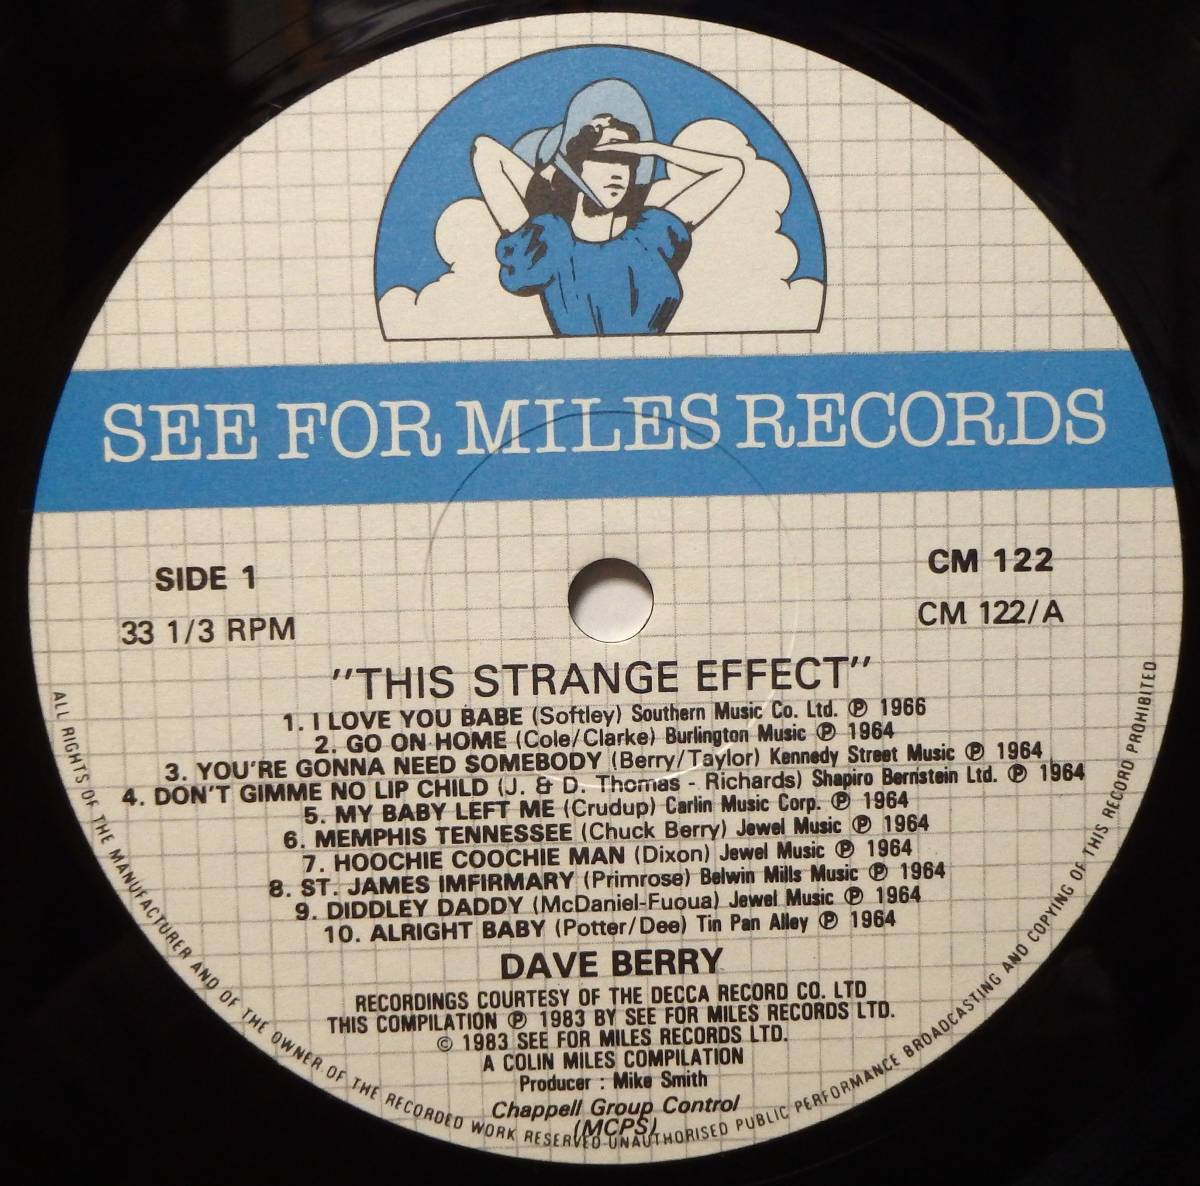 SEE FOR MILES RECORDS
SIDE 1
33 1/3 RPM
CM 122
CM 122/A
"THIS STRANGE EFFECT"
1. I LOVE YOU BABE (Softley) Southern Music Co. Ltd. ℗ 1966
2. GO ON HOME (Cole/Clarke) Burlington Music ℗ 1964
3. YOU'RE GONNA NEED SOMEBODY (Berry/Taylor) Kennedy Street Music ℗ 1964
4. DON'T GIMME NO LIP CHILD (J. & D. Thomas - Richards) Shapiro Bernstein Ltd. ℗ 1964
5. MY BABY LEFT ME (Crudup) Carlin Music Corp. ℗ 1964
6. MEMPHIS TENNESSEE (Chuck Berry) Jewel Music ℗ 1964
7. HOOCHIE COOCHIE MAN (Dixon) Jewel Music ℗ 1964
8. ST. JAMES IMFIRMARY (Primrose) Belwin Mills Music ℗ 1964
9. DIDDLEY DADDY (McDaniel-Fuoua) Jewel Music ℗ 1964
10. ALRIGHT BABY (Potter/Dee) Tin Pan Alley ℗ 1964
DAVE BERRY
RECORDINGS COURTESY OF THE DECCA RECORD CO. LTD
THIS COMPILATION ℗ 1983 BY SEE FOR MILES RECORDS LTD.
© 1983 SEE FOR MILES RECORDS LTD.
A COLIN MILES COMPILATION
Producer : Mike Smith
Chappell Group Control
(MCPS)
ALL RIGHTS OF THE MANUFACTURER AND OF THE OWNER OF THE RECORDED WORK RESERVED UNAUTHORISED PUBLIC PERFORMANCE BROADCASTING AND COPYING OF THIS RECORD PROHIBITED